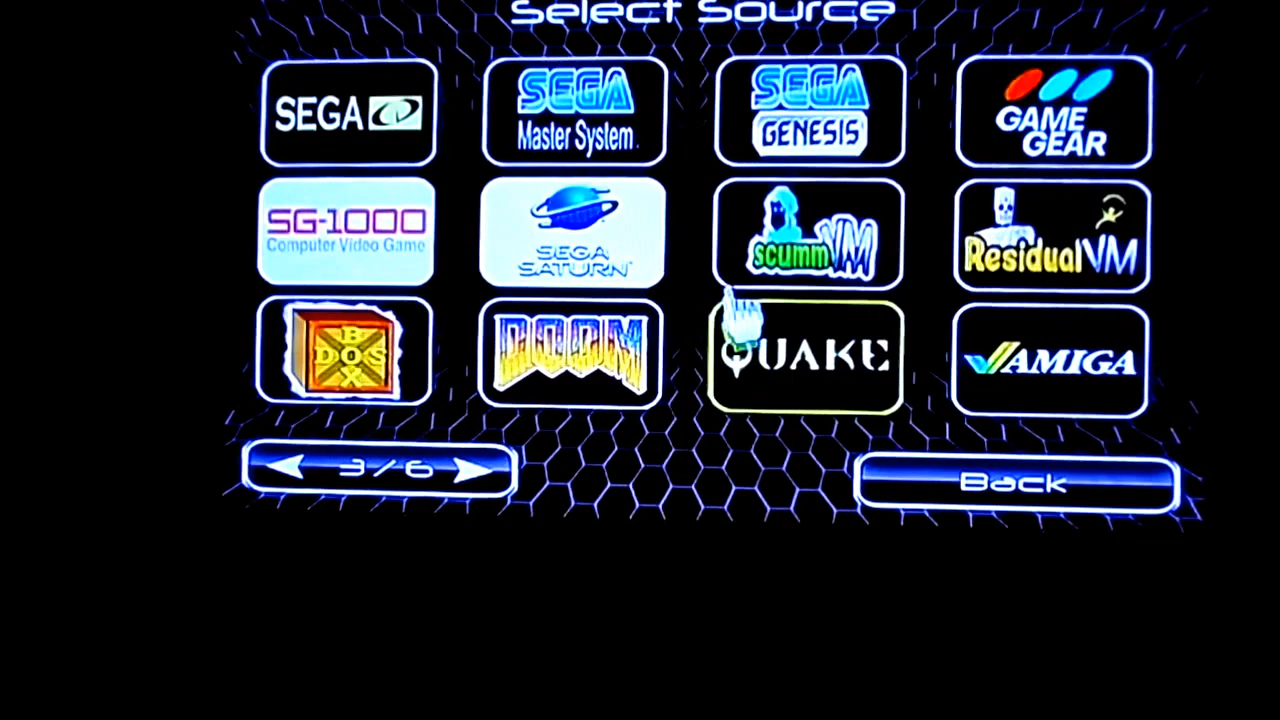 Select Source
SEGA CD
SEGA
Master System
SEGA
GENESIS
GAME
GEAR
SG-1000
Computer Video Game
SEGA
SATURN
scummVM
ResidualVM
BOX
DOS
DOOM
QUAKE
AMIGA
3/6
Back